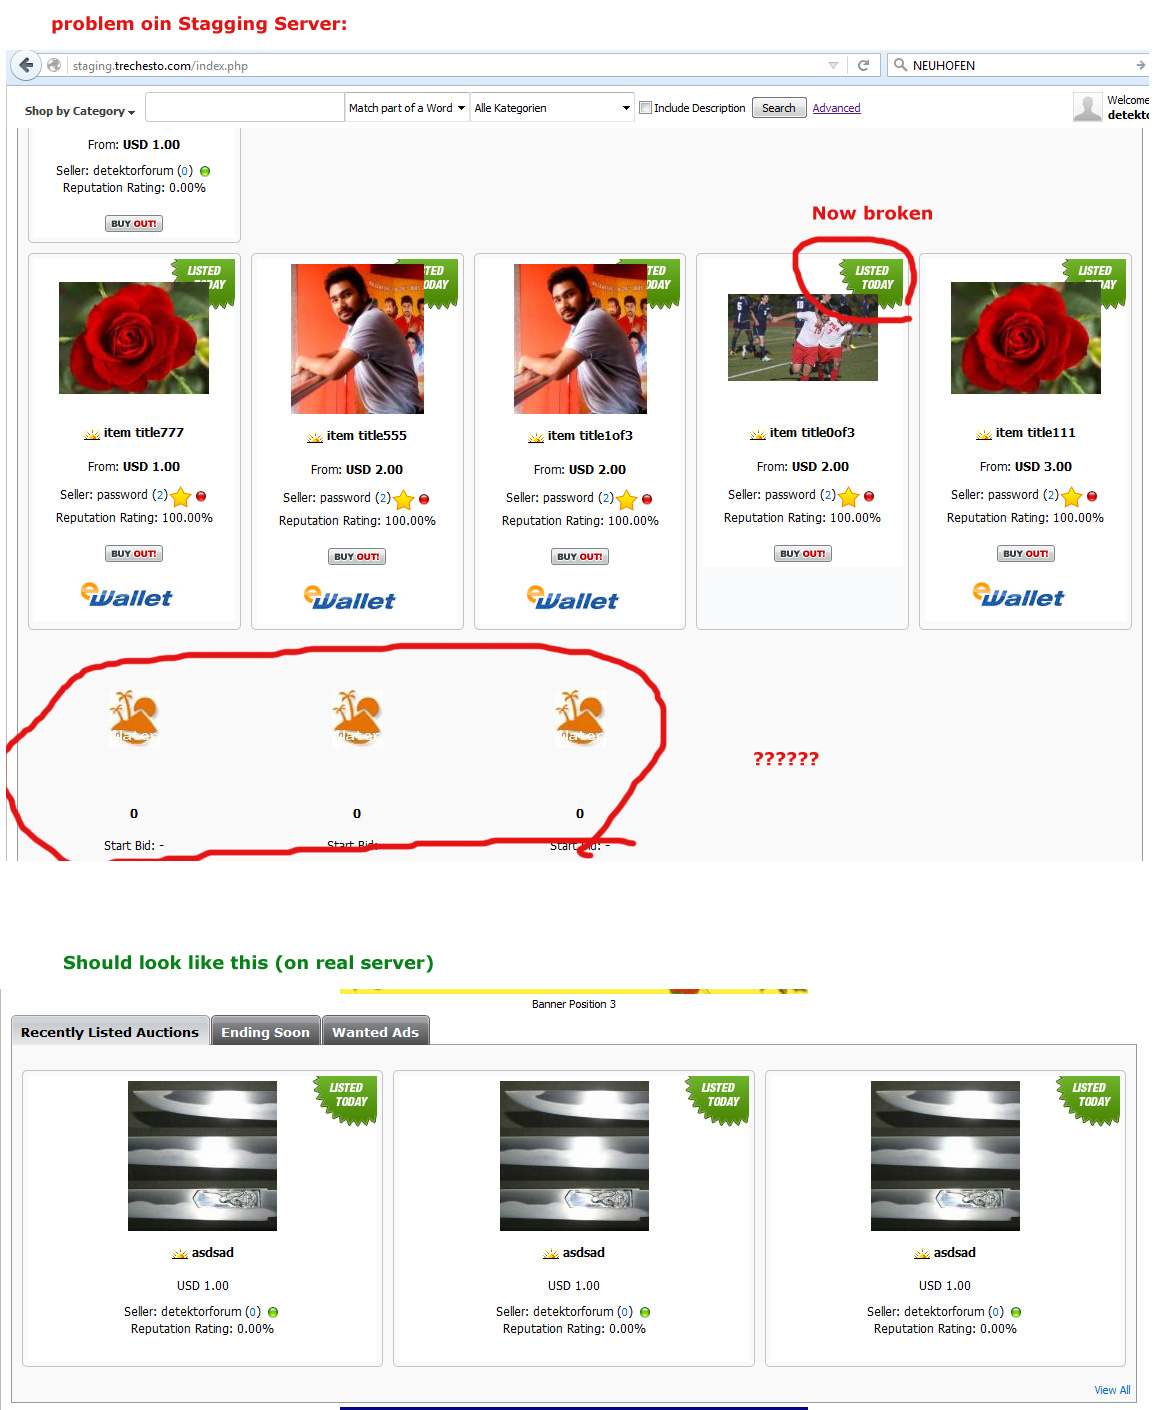 problem oin Stagging Server:
staging.trechesto.com/index.php
NEUHOFEN
Shop by Category
Match part of a Word
Alle Kategorien
Include Description
Search
Advanced
Welcome
detekto
From: USD 1.00
Seller: detektorforum (0)
Reputation Rating: 0.00%
BUY OUT!
Now broken
LISTED TODAY
TED
ODAY
TED
ODAY
LISTED
TODAY
LISTED
TODAY
item title777
item title555
item title1of3
item title0of3
item title111
From: USD 1.00
From: USD 2.00
From: USD 2.00
From: USD 2.00
From: USD 3.00
Seller: password (2)
Seller: password (2)
Seller: password (2)
Seller: password (2)
Seller: password (2)
Reputation Rating: 100.00%
Reputation Rating: 100.00%
Reputation Rating: 100.00%
Reputation Rating: 100.00%
Reputation Rating: 100.00%
BUY OUT!
BUY OUT!
BUY OUT!
BUY OUT!
BUY OUT!
eWallet
eWallet
eWallet
eWallet
??????
0
0
0
Start Bid: -
Start Bid:
Start Bid: -
Should look like this (on real server)
Banner Position 3
Recently Listed Auctions
Ending Soon
Wanted Ads
LISTED
TODAY
LISTED
TODAY
LISTED
TODAY
asdsad
asdsad
asdsad
USD 1.00
USD 1.00
USD 1.00
Seller: detektorforum (0)
Seller: detektorforum (0)
Seller: detektorforum (0)
Reputation Rating: 0.00%
Reputation Rating: 0.00%
Reputation Rating: 0.00%
View All